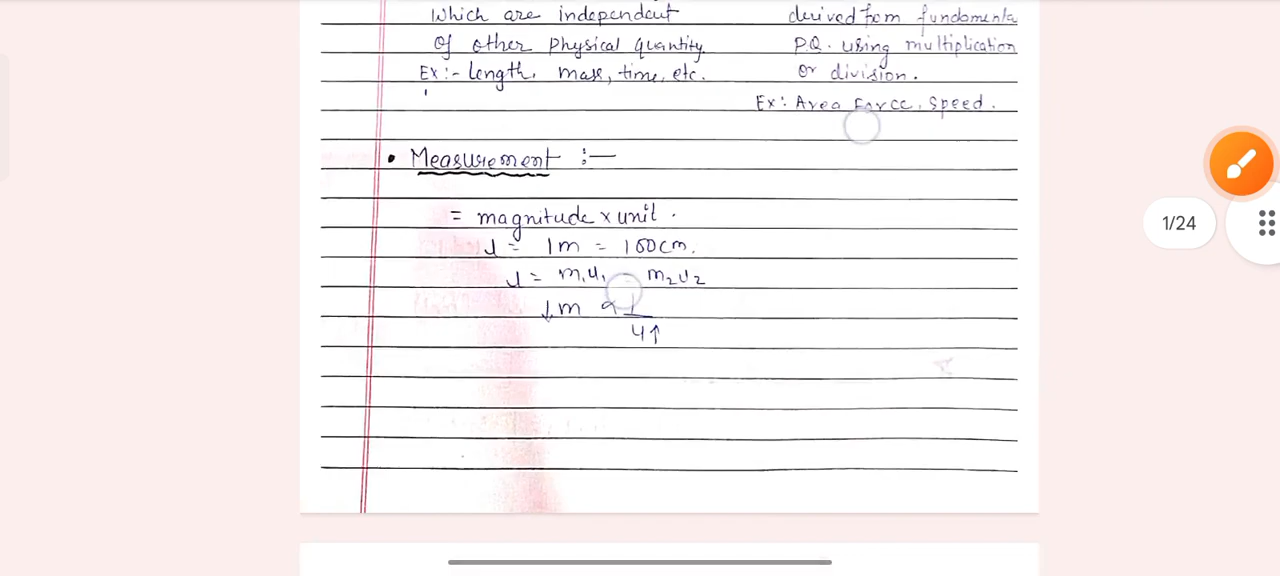 Which are independent
of other physical quantity
Ex :- Length, mass, time, etc.
derived from fundamenta
P.Q. using multiplication
or division.
Ex: Area Force, Speed.
• Measurement :—
= magnitude x unit.
l = 1m = 100cm.
l = m₁u₁ = m₂u₂
↓m ∝ 1
u↑
1/24